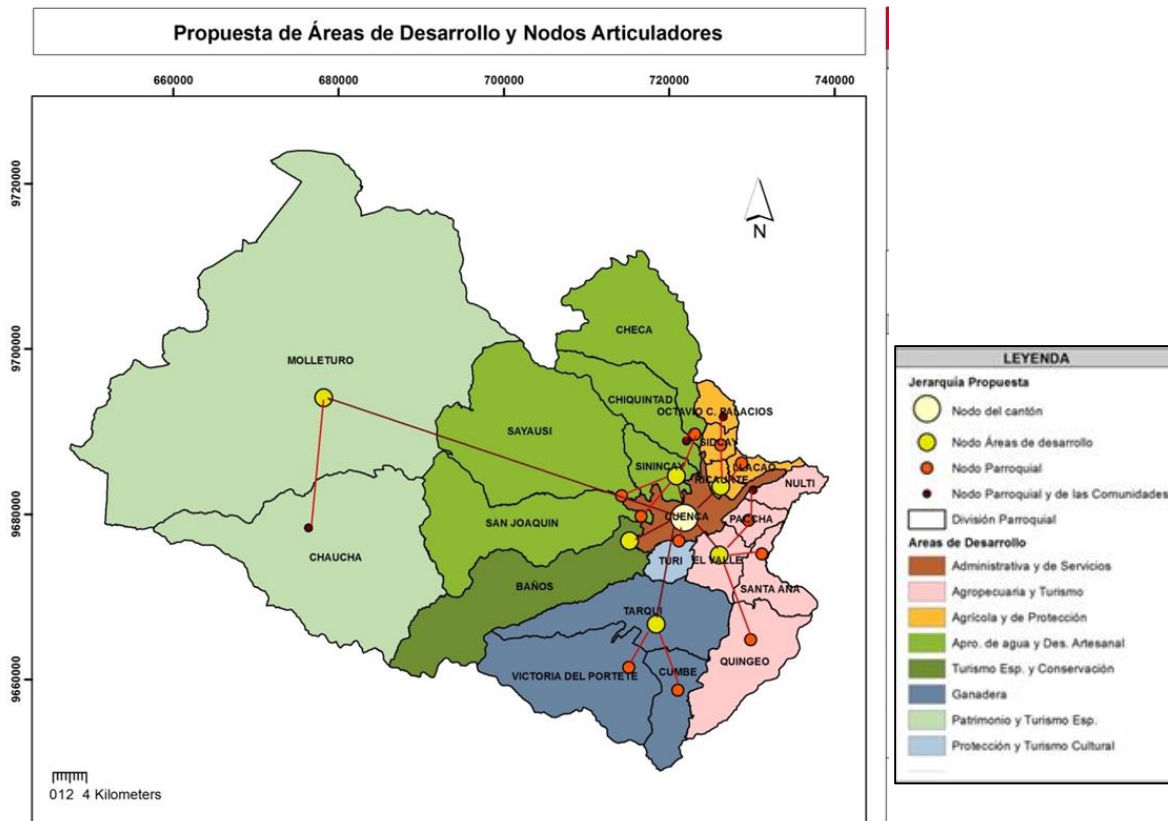 Propuesta de Áreas de Desarrollo y Nodos Articuladores
660000 680000 700000 720000 740000
9720000
9700000
9680000
9660000
N
CHECA
MOLLETURO
CHIQUINTAD
OCTAVIO C. PALACIOS
SAYAUSI
SIDCAY
SININCAY
LLACAO
RICAURTE
NULTI
SAN JOAQUIN
CUENCA
PACCHA
CHAUCHA
TURI
EL VALLE
BAÑOS
SANTA ANA
TARQUI
QUINGEO
VICTORIA DEL PORTETE
CUMBE
012 4 Kilometers
LEYENDA
Jerarquía Propuesta
Nodo del cantón
Nodo Áreas de desarrollo
Nodo Parroquial
Nodo Parroquial y de las Comunidades
División Parroquial
Areas de Desarrollo
Administrativa y de Servicios
Agropecuaria y Turismo
Agrícola y de Protección
Apro. de agua y Des. Artesanal
Turismo Esp. y Conservación
Ganadera
Patrimonio y Turismo Esp.
Protección y Turismo Cultural